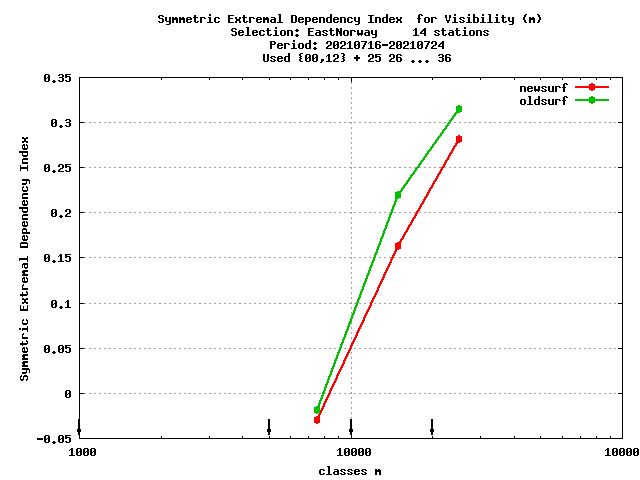 Symmetric Extremal Dependency Index  for Visibility (m)
Selection: EastNorway     14 stations
Period: 20210716-20210724
Used {00,12} + 25 26 ... 36
newsurf
oldsurf
Symmetric Extremal Dependency Index
0.35
0.3
0.25
0.2
0.15
0.1
0.05
0
-0.05
1000 10000 10000
classes m